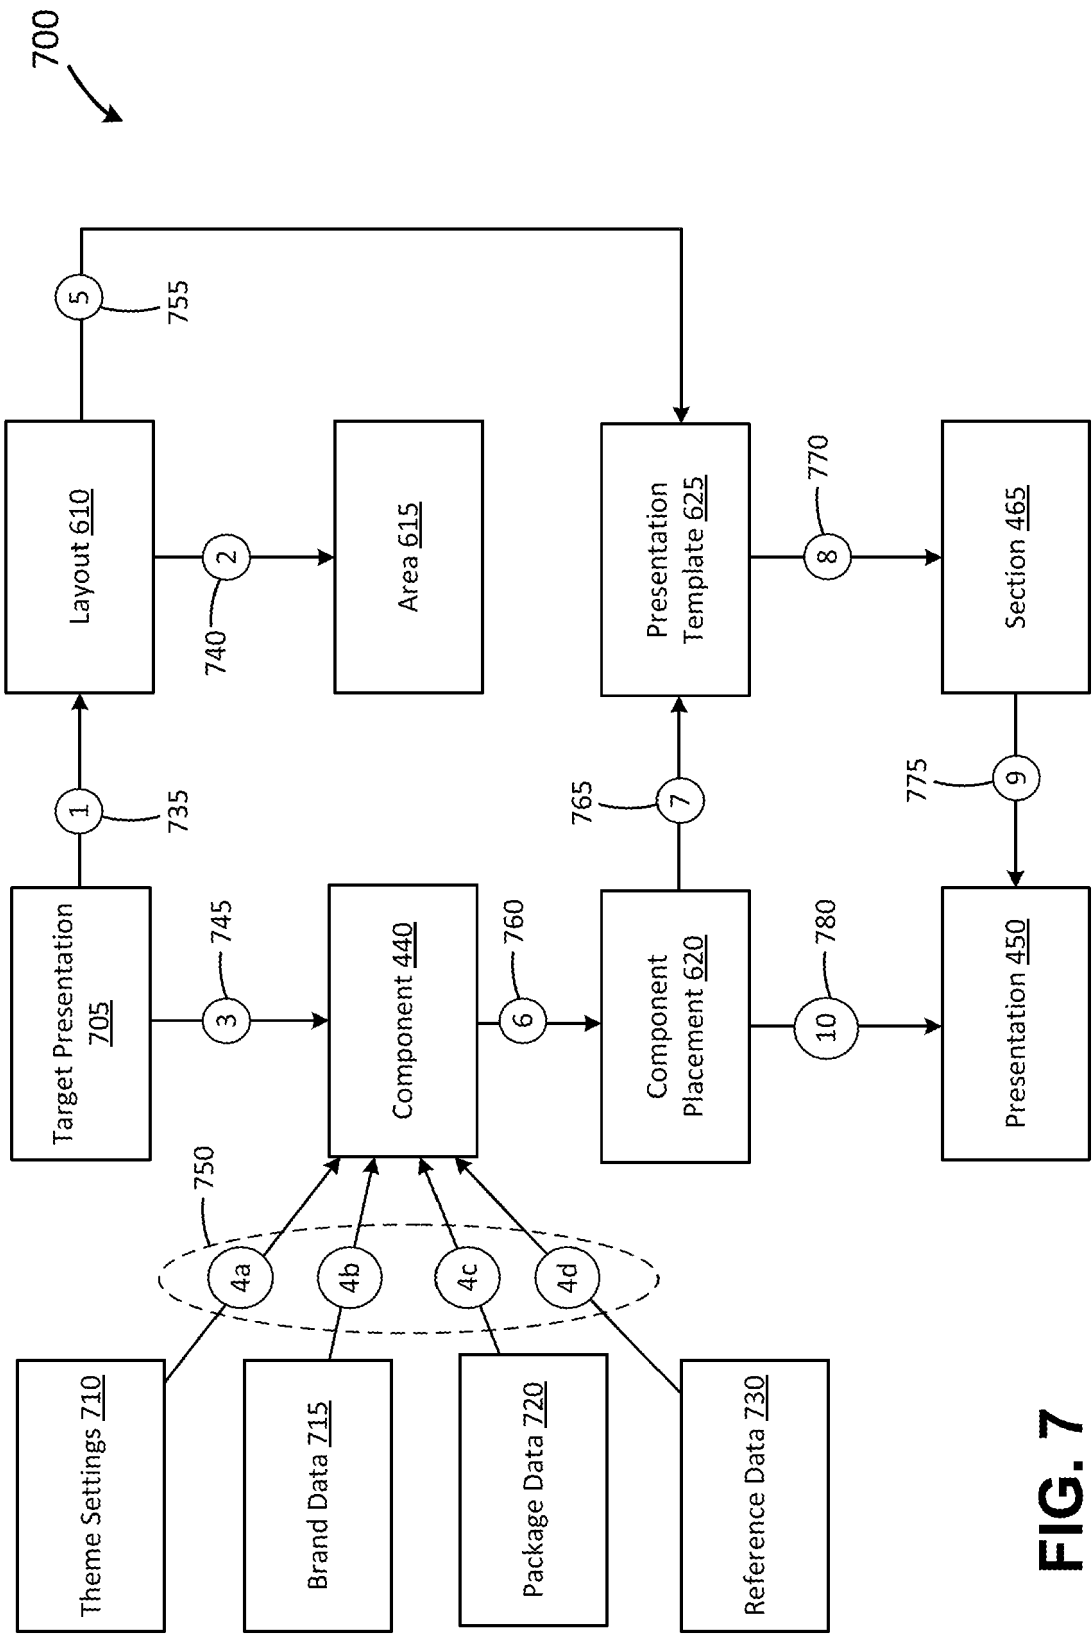 700
Theme Settings 710
Brand Data 715
Package Data 720
Reference Data 730
4a
4b
4c
4d
750
Target Presentation
705
1
735
Layout 610
5
755
3
745
2
740
Component 440
Area 615
6
760
Component
Placement 620
7
765
Presentation
Template 625
10
780
8
770
Presentation 450
9
775
Section 465
FIG. 7